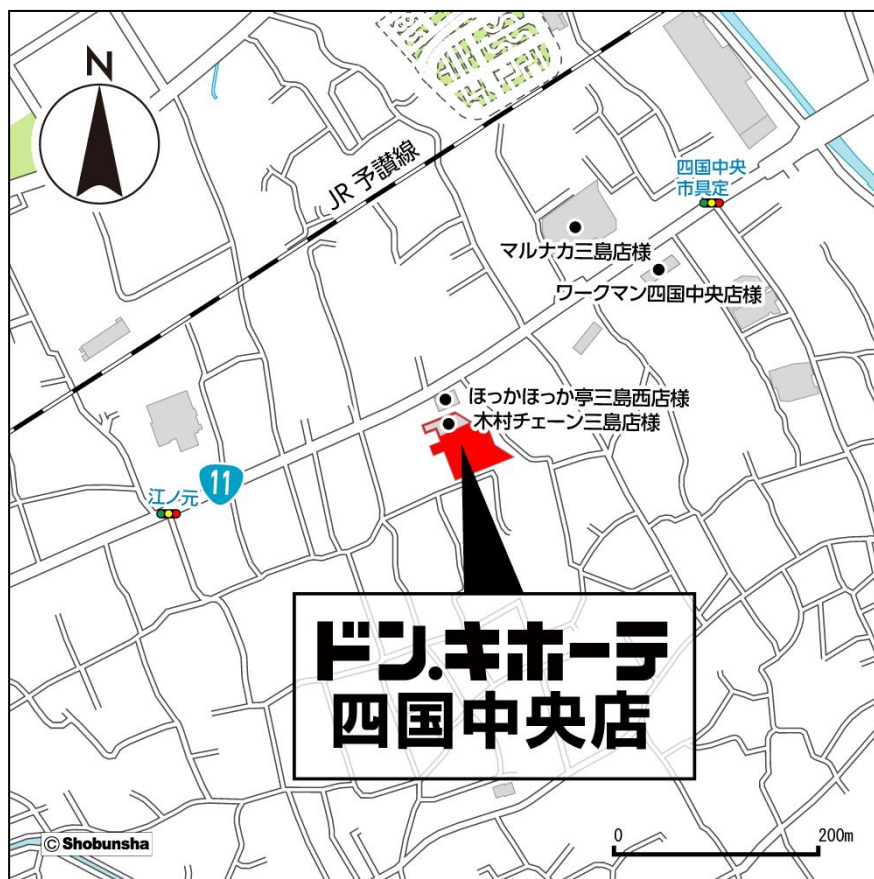 N
JR 予讃線
四国中央
市具定
マルナカ三島店様
ワークマン四国中央店様
ほっかほっか亭三島西店様
木村チェーン三島店様
11
江ノ元
ドン.キホーテ
四国中央店
© Shobunsha
0 200m